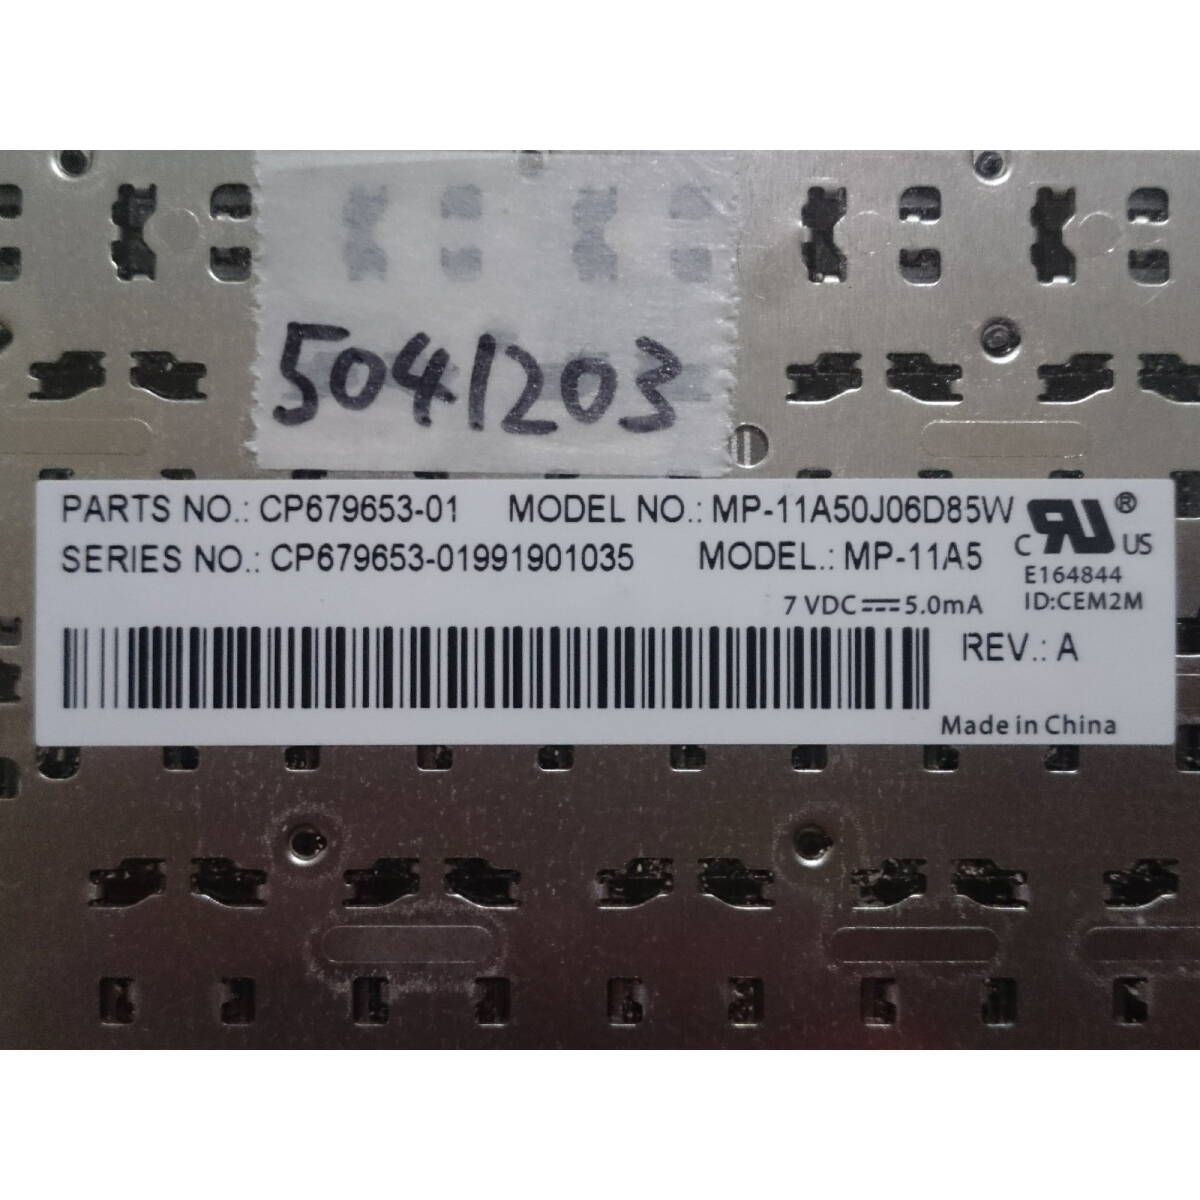 5041203
PARTS NO.: CP679653-01 MODEL NO.: MP-11A50J06D85W
SERIES NO.: CP679653-01991901035 MODEL.: MP-11A5
C RU US ®
E164844
7 VDC⎓5.0mA ID:CEM2M
REV.: A
Made in China